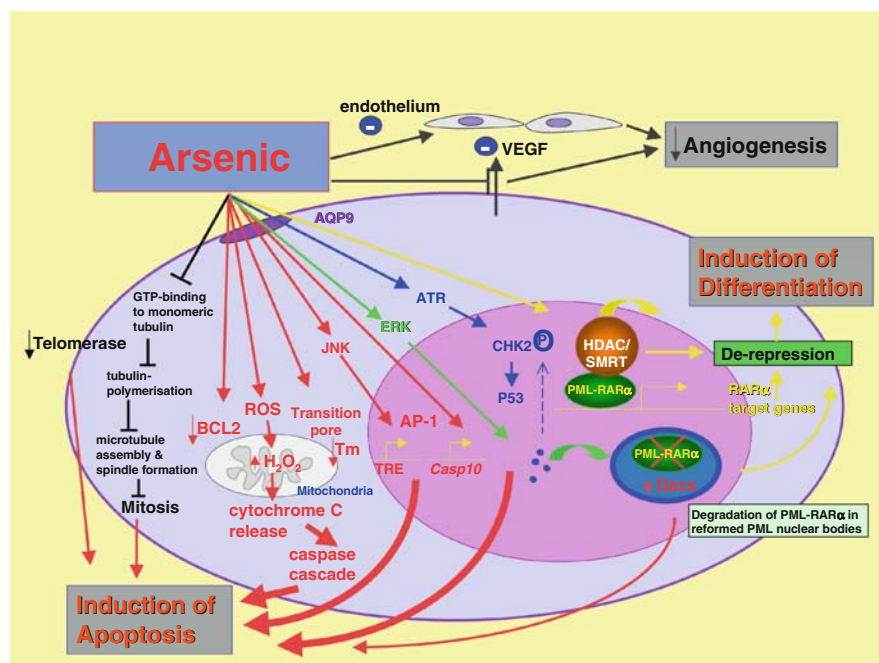 endothelium
-
Arsenic
-
VEGF
Angiogenesis
AQP9
Induction of
Differentiation
GTP-binding
to monomeric
tubulin
ATR
ERK
Telomerase
JNK
CHK2
P
HDAC/
SMRT
De-repression
tubulin-
polymerisation
P53
PML-RARα
RARα
target genes
ROS
BCL2
Transition
pore
AP-1
Tm
microtubule
assembly &
spindle formation
H2O2
TRE
Casp10
PML-RARα
+ Daxx
Mitochondria
Mitosis
cytochrome C
release
Degradation of PML-RARα in
reformed PML nuclear bodies
caspase
cascade
Induction of
Apoptosis